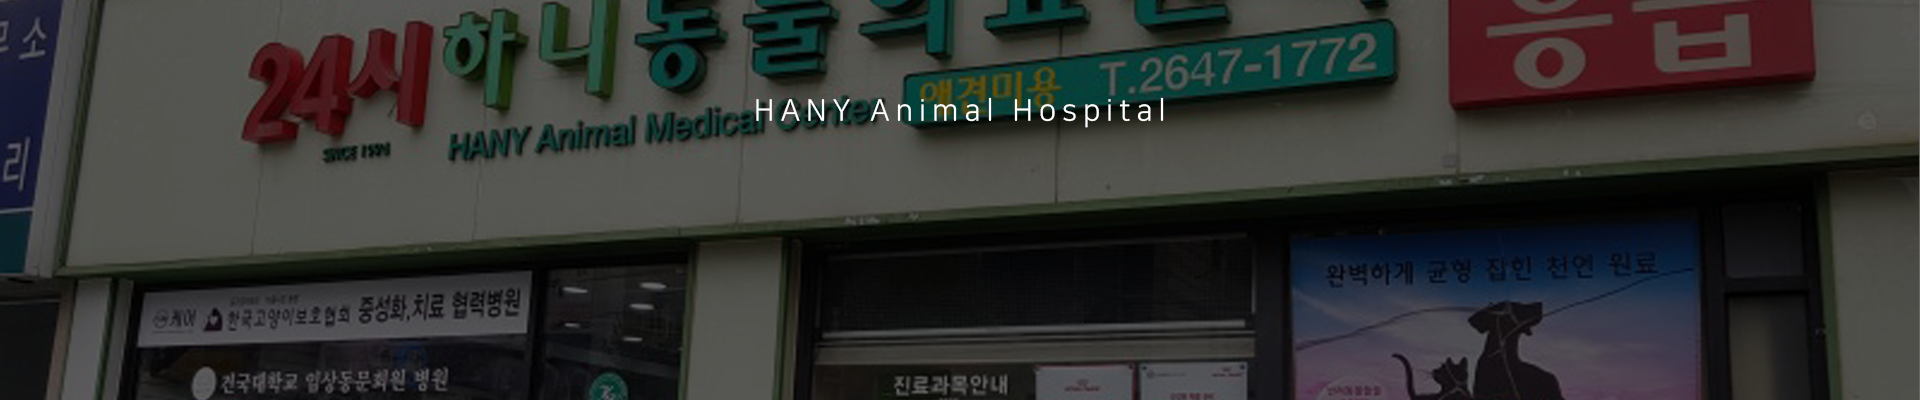 무소
리
24시하니동물의료센터
응급
애견미용 T.2647-1772
HANY Animal Medical Center
SINCE 1991
HANY Animal Hospital
완벽하게 균형 잡힌 천연 원료
케어 한국고양이보호협회 중성화,치료 협력병원
건국대학교 임상동문회원 병원
진료과목안내